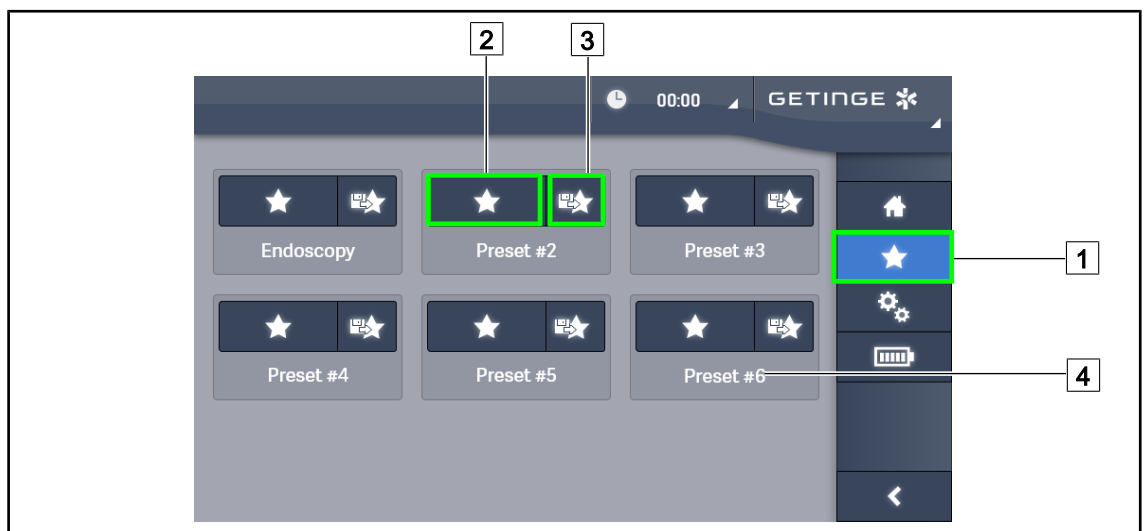 2 3
00:00 GETINGE
Endoscopy Preset #2 Preset #3
1
Preset #4 Preset #5 Preset #6
4